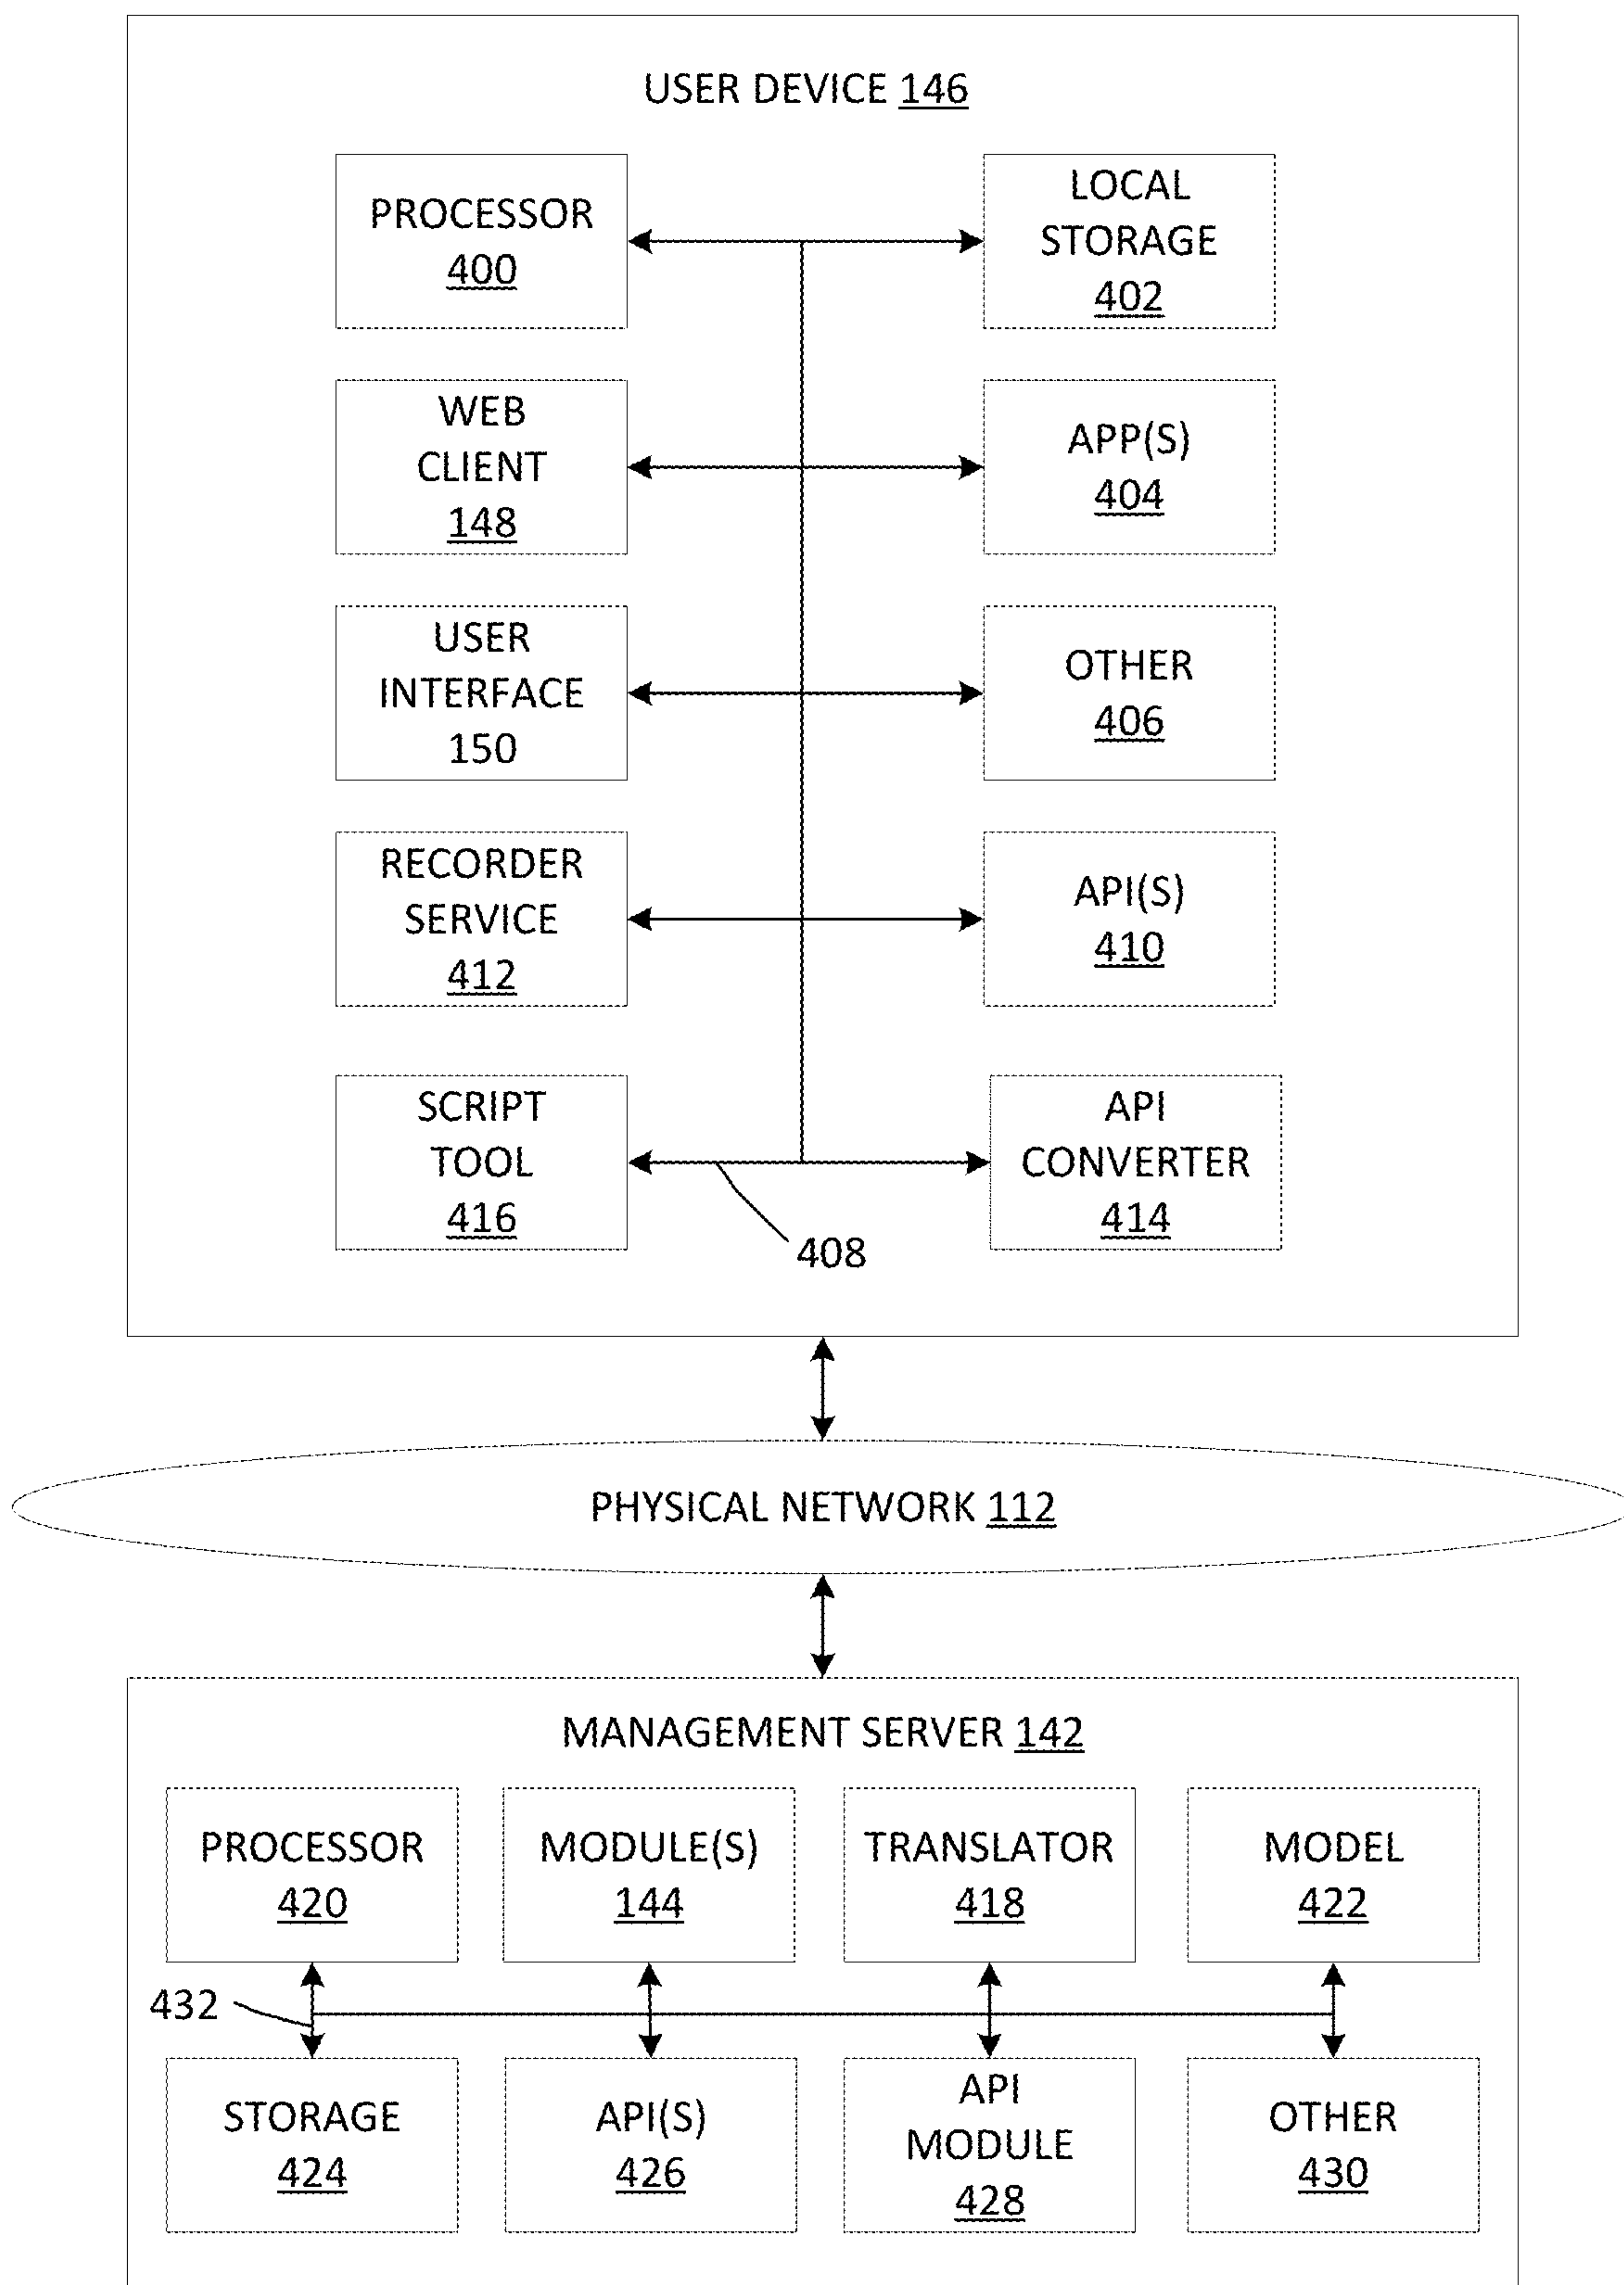 USER DEVICE 146
PROCESSOR
400
LOCAL
STORAGE
402
WEB
CLIENT
148
APP(S)
404
USER
INTERFACE
150
OTHER
406
RECORDER
SERVICE
412
API(S)
410
SCRIPT
TOOL
416
API
CONVERTER
414
408
PHYSICAL NETWORK 112
MANAGEMENT SERVER 142
PROCESSOR
420
MODULE(S)
144
TRANSLATOR
418
MODEL
422
432
STORAGE
424
API(S)
426
API
MODULE
428
OTHER
430